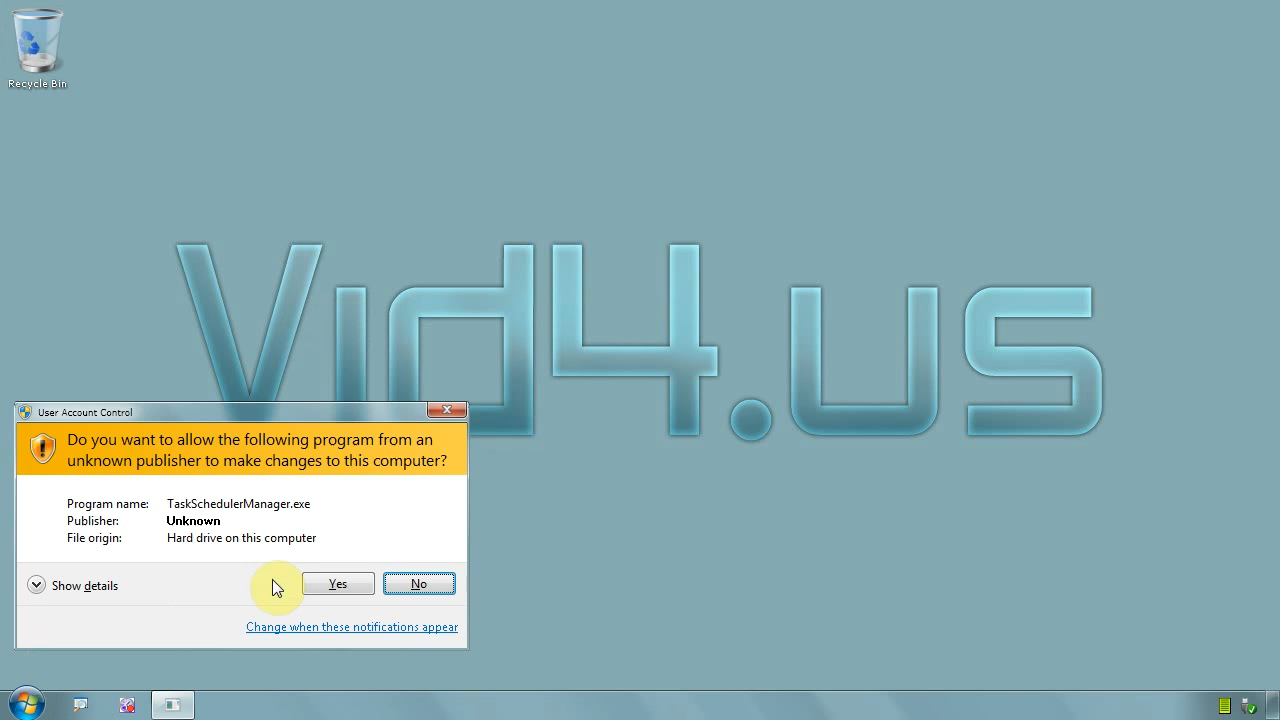 Recycle Bin
Vid4.us
User Account Control
Do you want to allow the following program from an
unknown publisher to make changes to this computer?
Program name: TaskSchedulerManager.exe
Publisher: Unknown
File origin: Hard drive on this computer
Show details
Yes
No
Change when these notifications appear